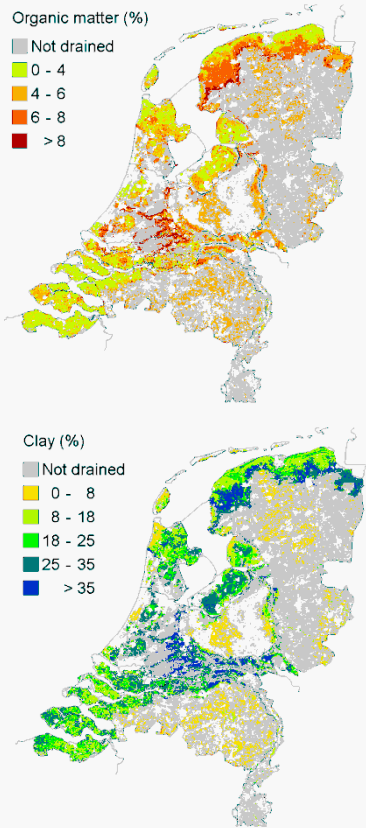 Organic matter (%)
Not drained
0 - 4
4 - 6
6 - 8
> 8
Clay (%)
Not drained
0 - 8
8 - 18
18 - 25
25 - 35
> 35